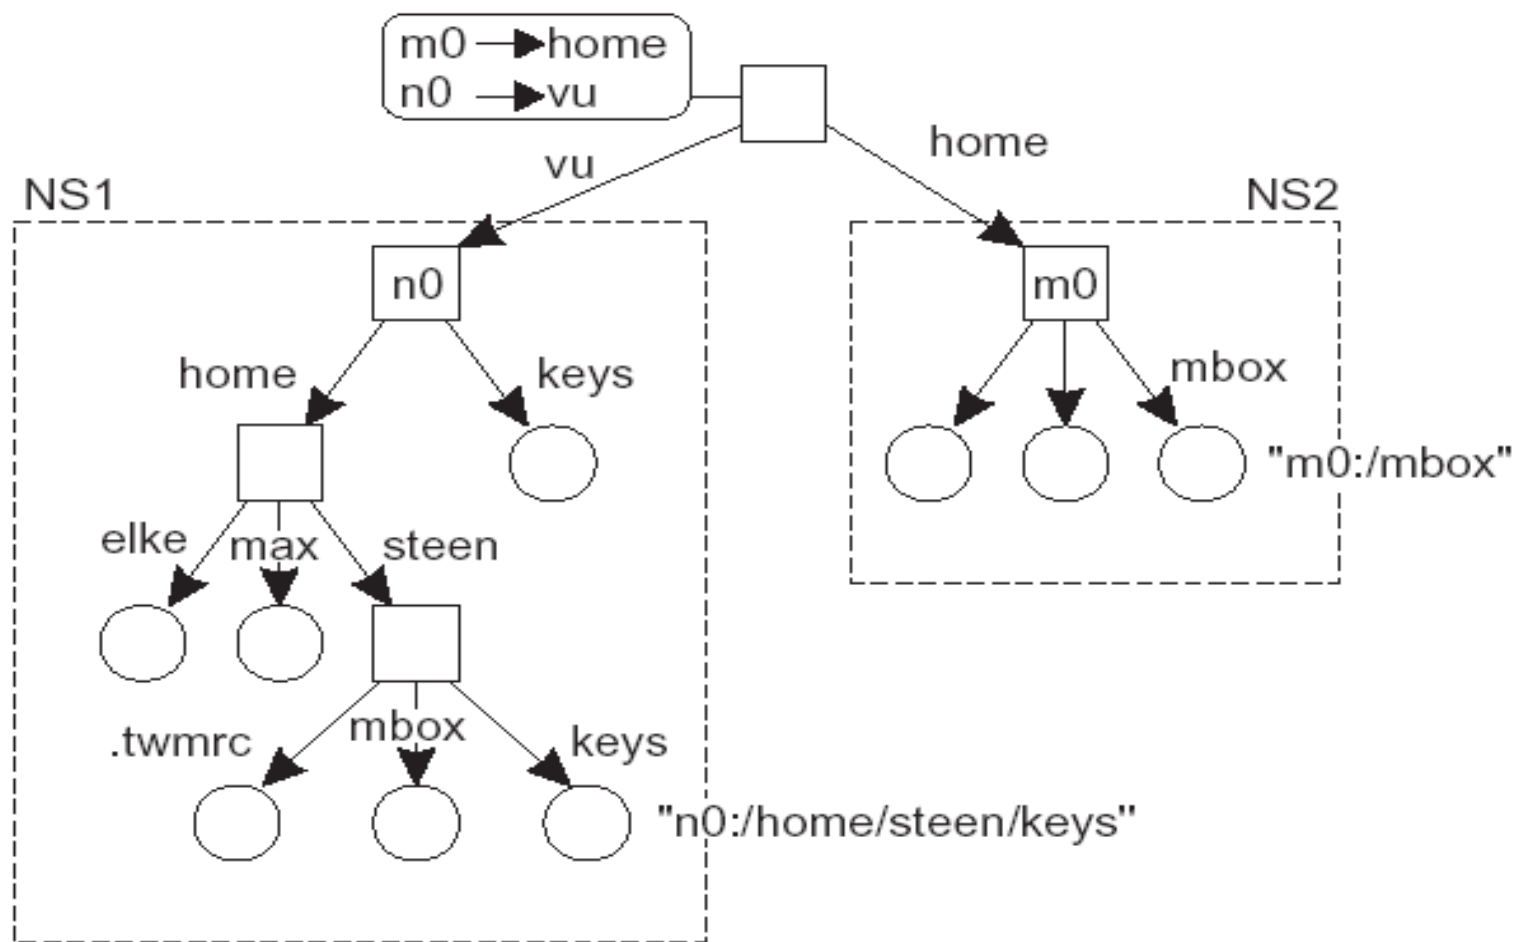 m0 home
n0 vu
vu
home
NS1
NS2
n0
m0
home
keys
mbox
"m0:/mbox"
elke
max
steen
.twmrc
mbox
keys
"n0:/home/steen/keys"